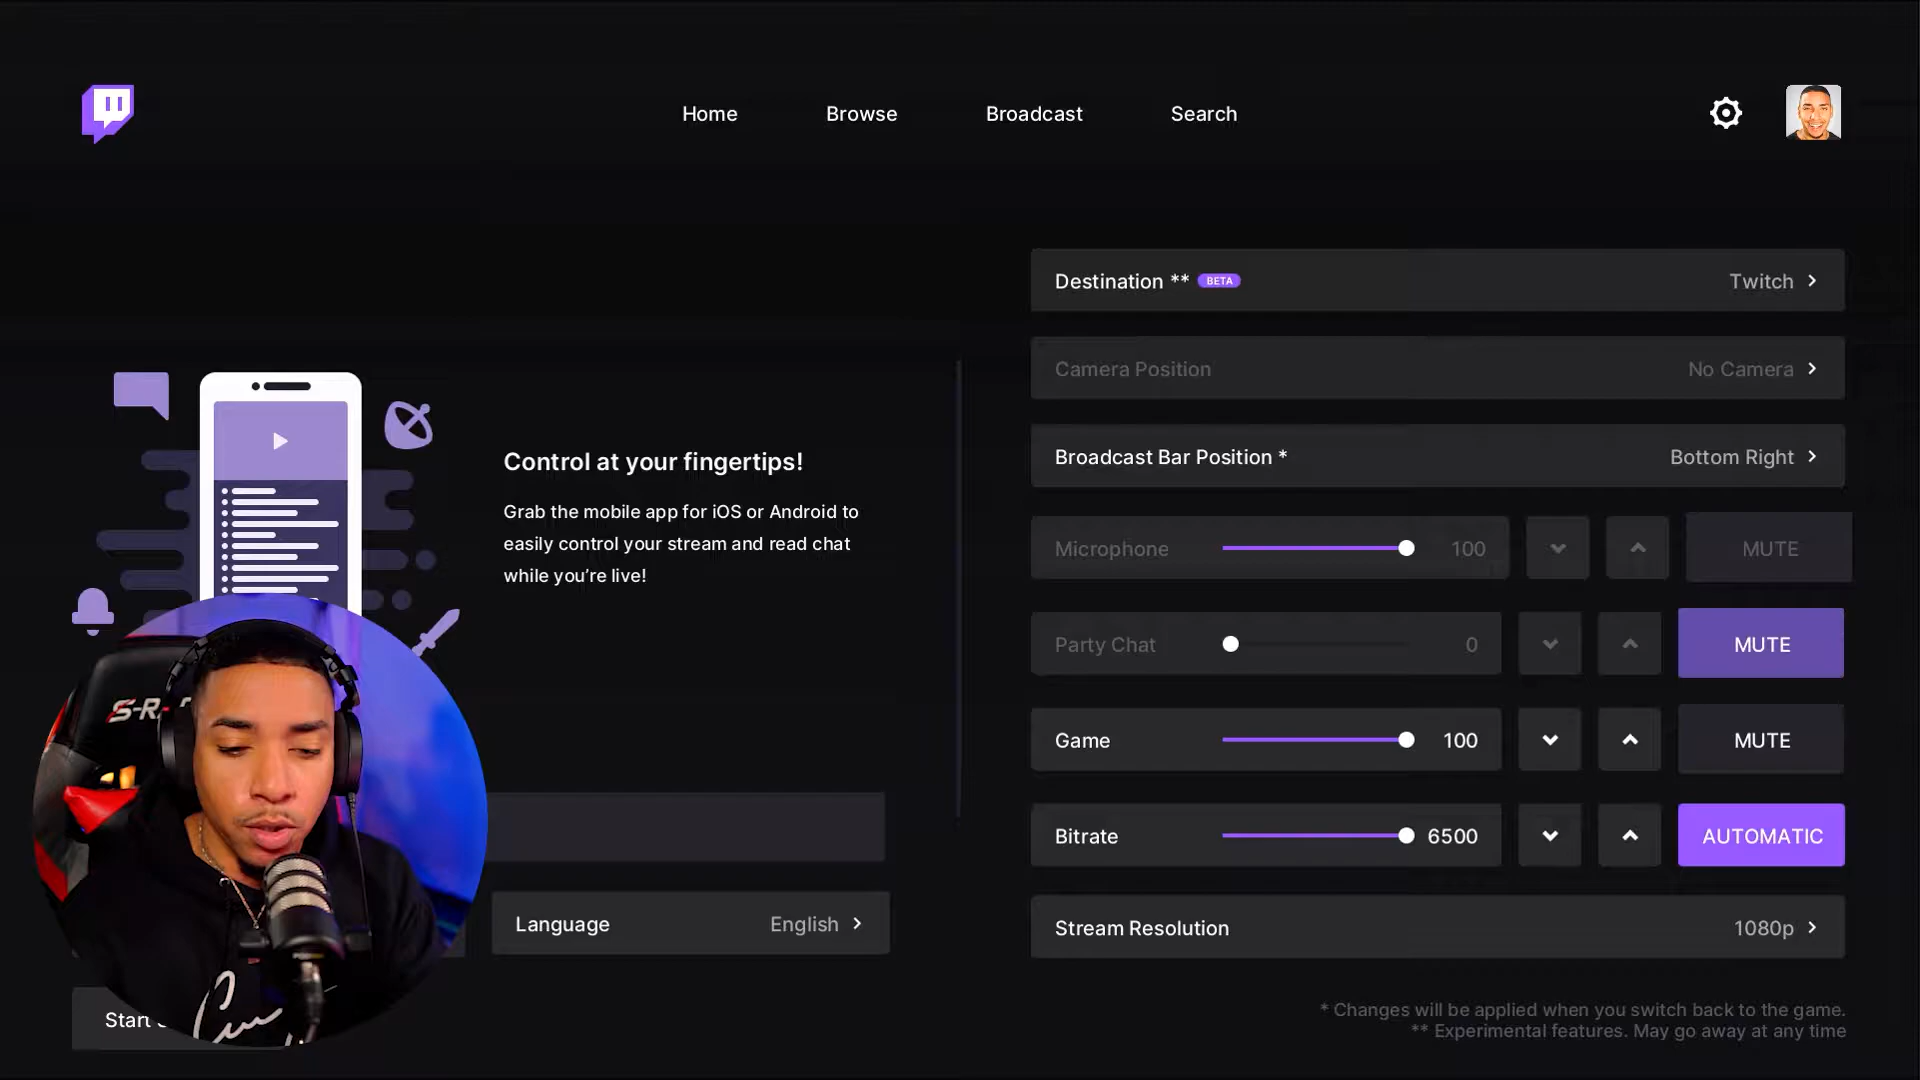 Home
Browse
Broadcast
Search
Destination ** BETA
Twitch
Camera Position
No Camera
Broadcast Bar Position *
Bottom Right
Control at your fingertips!
Grab the mobile app for iOS or Android to
easily control your stream and read chat
while you're live!
Microphone
100
MUTE
Party Chat
0
MUTE
Game
100
MUTE
Bitrate
6500
AUTOMATIC
Language
English
Stream Resolution
1080p
Start
* Changes will be applied when you switch back to the game.
** Experimental features. May go away at any time